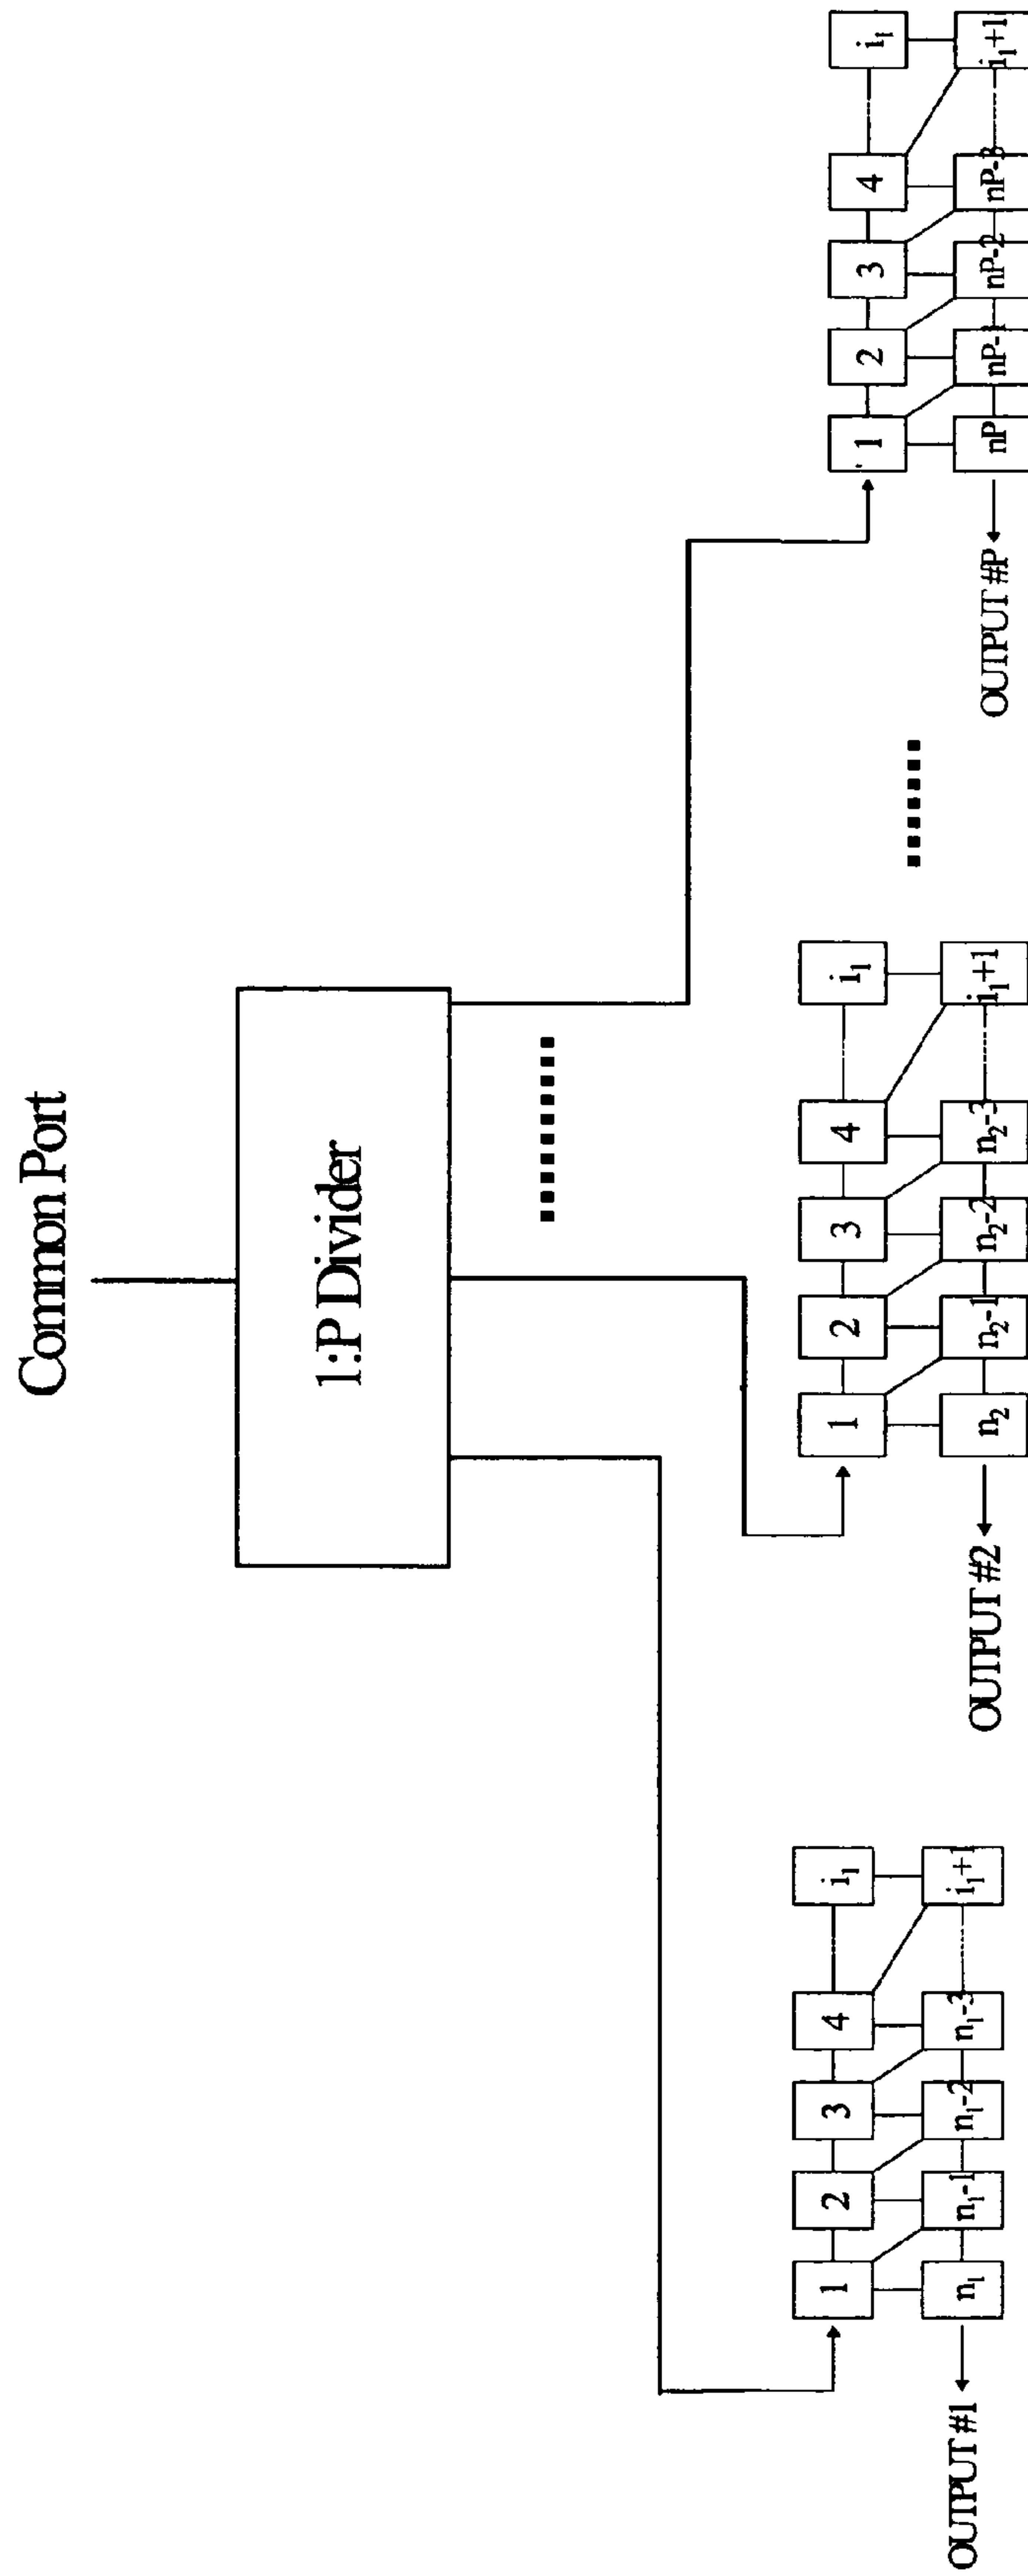 Common Port
1:P Divider
1 2 3 4 i₁
n₁ n₁-1 n₁-2 n₁-3 i₁+1
OUTPUT #1
1 2 3 4 i₁
n₂ n₂-1 n₂-2 n₂-3 i₁+1
OUTPUT #2
1 2 3 4 i₁
nP nP-1 nP-2 nP-3 i₁+1
OUTPUT #P